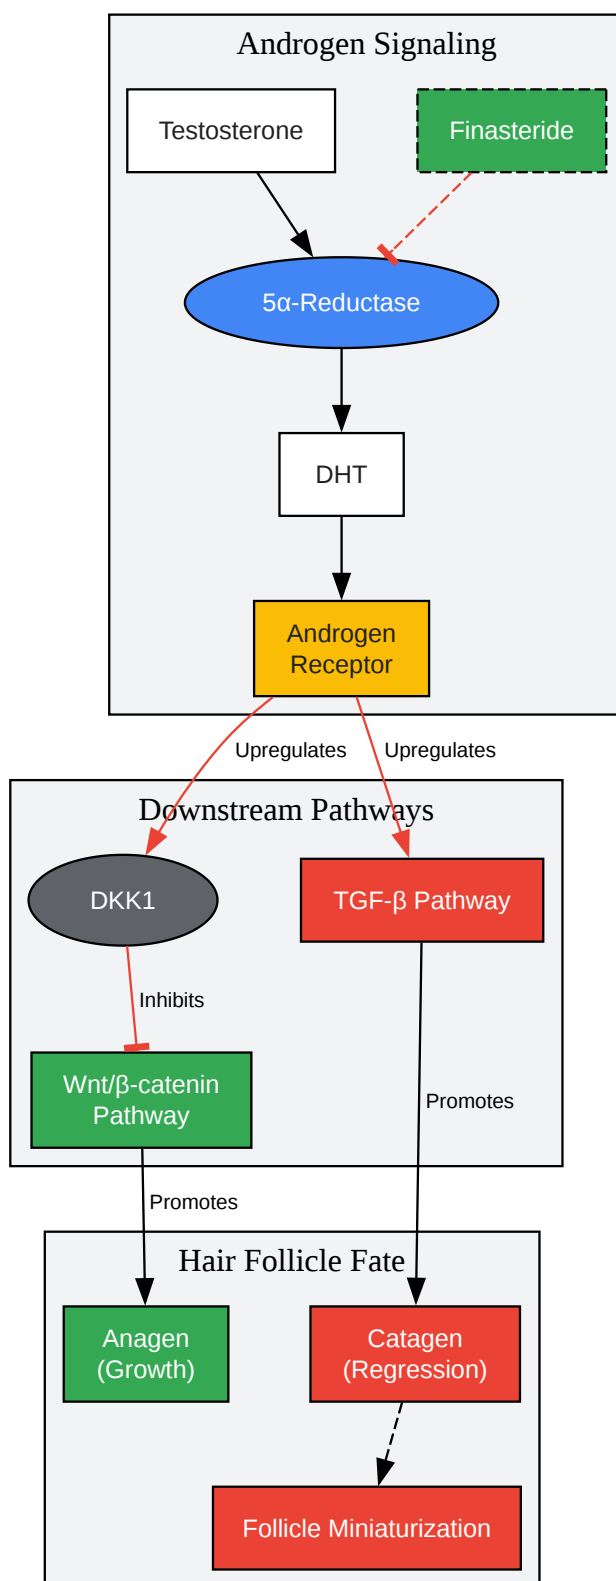 Androgen Signaling
Testosterone
Finasteride
5α-Reductase
DHT
Androgen
Receptor
Upregulates
Upregulates
Downstream Pathways
DKK1
TGF-β Pathway
Inhibits
Wnt/β-catenin
Pathway
Promotes
Promotes
Hair Follicle Fate
Anagen
(Growth)
Catagen
(Regression)
Follicle Miniaturization